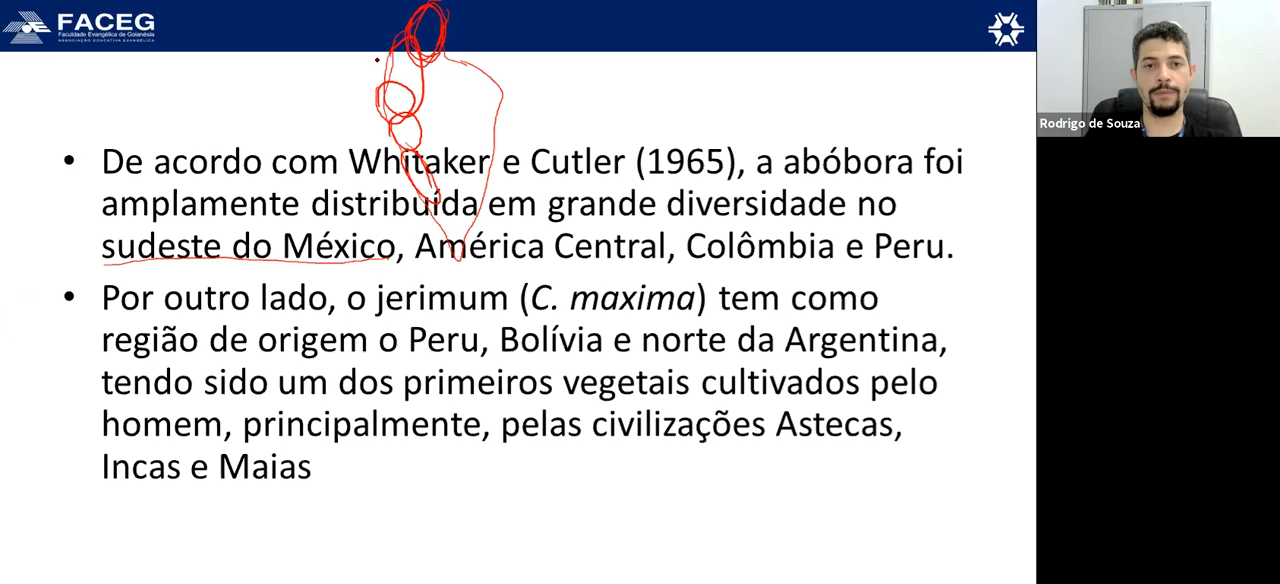 FACEG
Faculdade Evangélica de Goianésia
ASSOCIAÇÃO EDUCATIVA EVANGÉLICA
Rodrigo de Souza
• De acordo com Whitaker e Cutler (1965), a abóbora foi
amplamente distribuída em grande diversidade no
sudeste do México, América Central, Colômbia e Peru.
• Por outro lado, o jerimum (C. maxima) tem como
região de origem o Peru, Bolívia e norte da Argentina,
tendo sido um dos primeiros vegetais cultivados pelo
homem, principalmente, pelas civilizações Astecas,
Incas e Maias